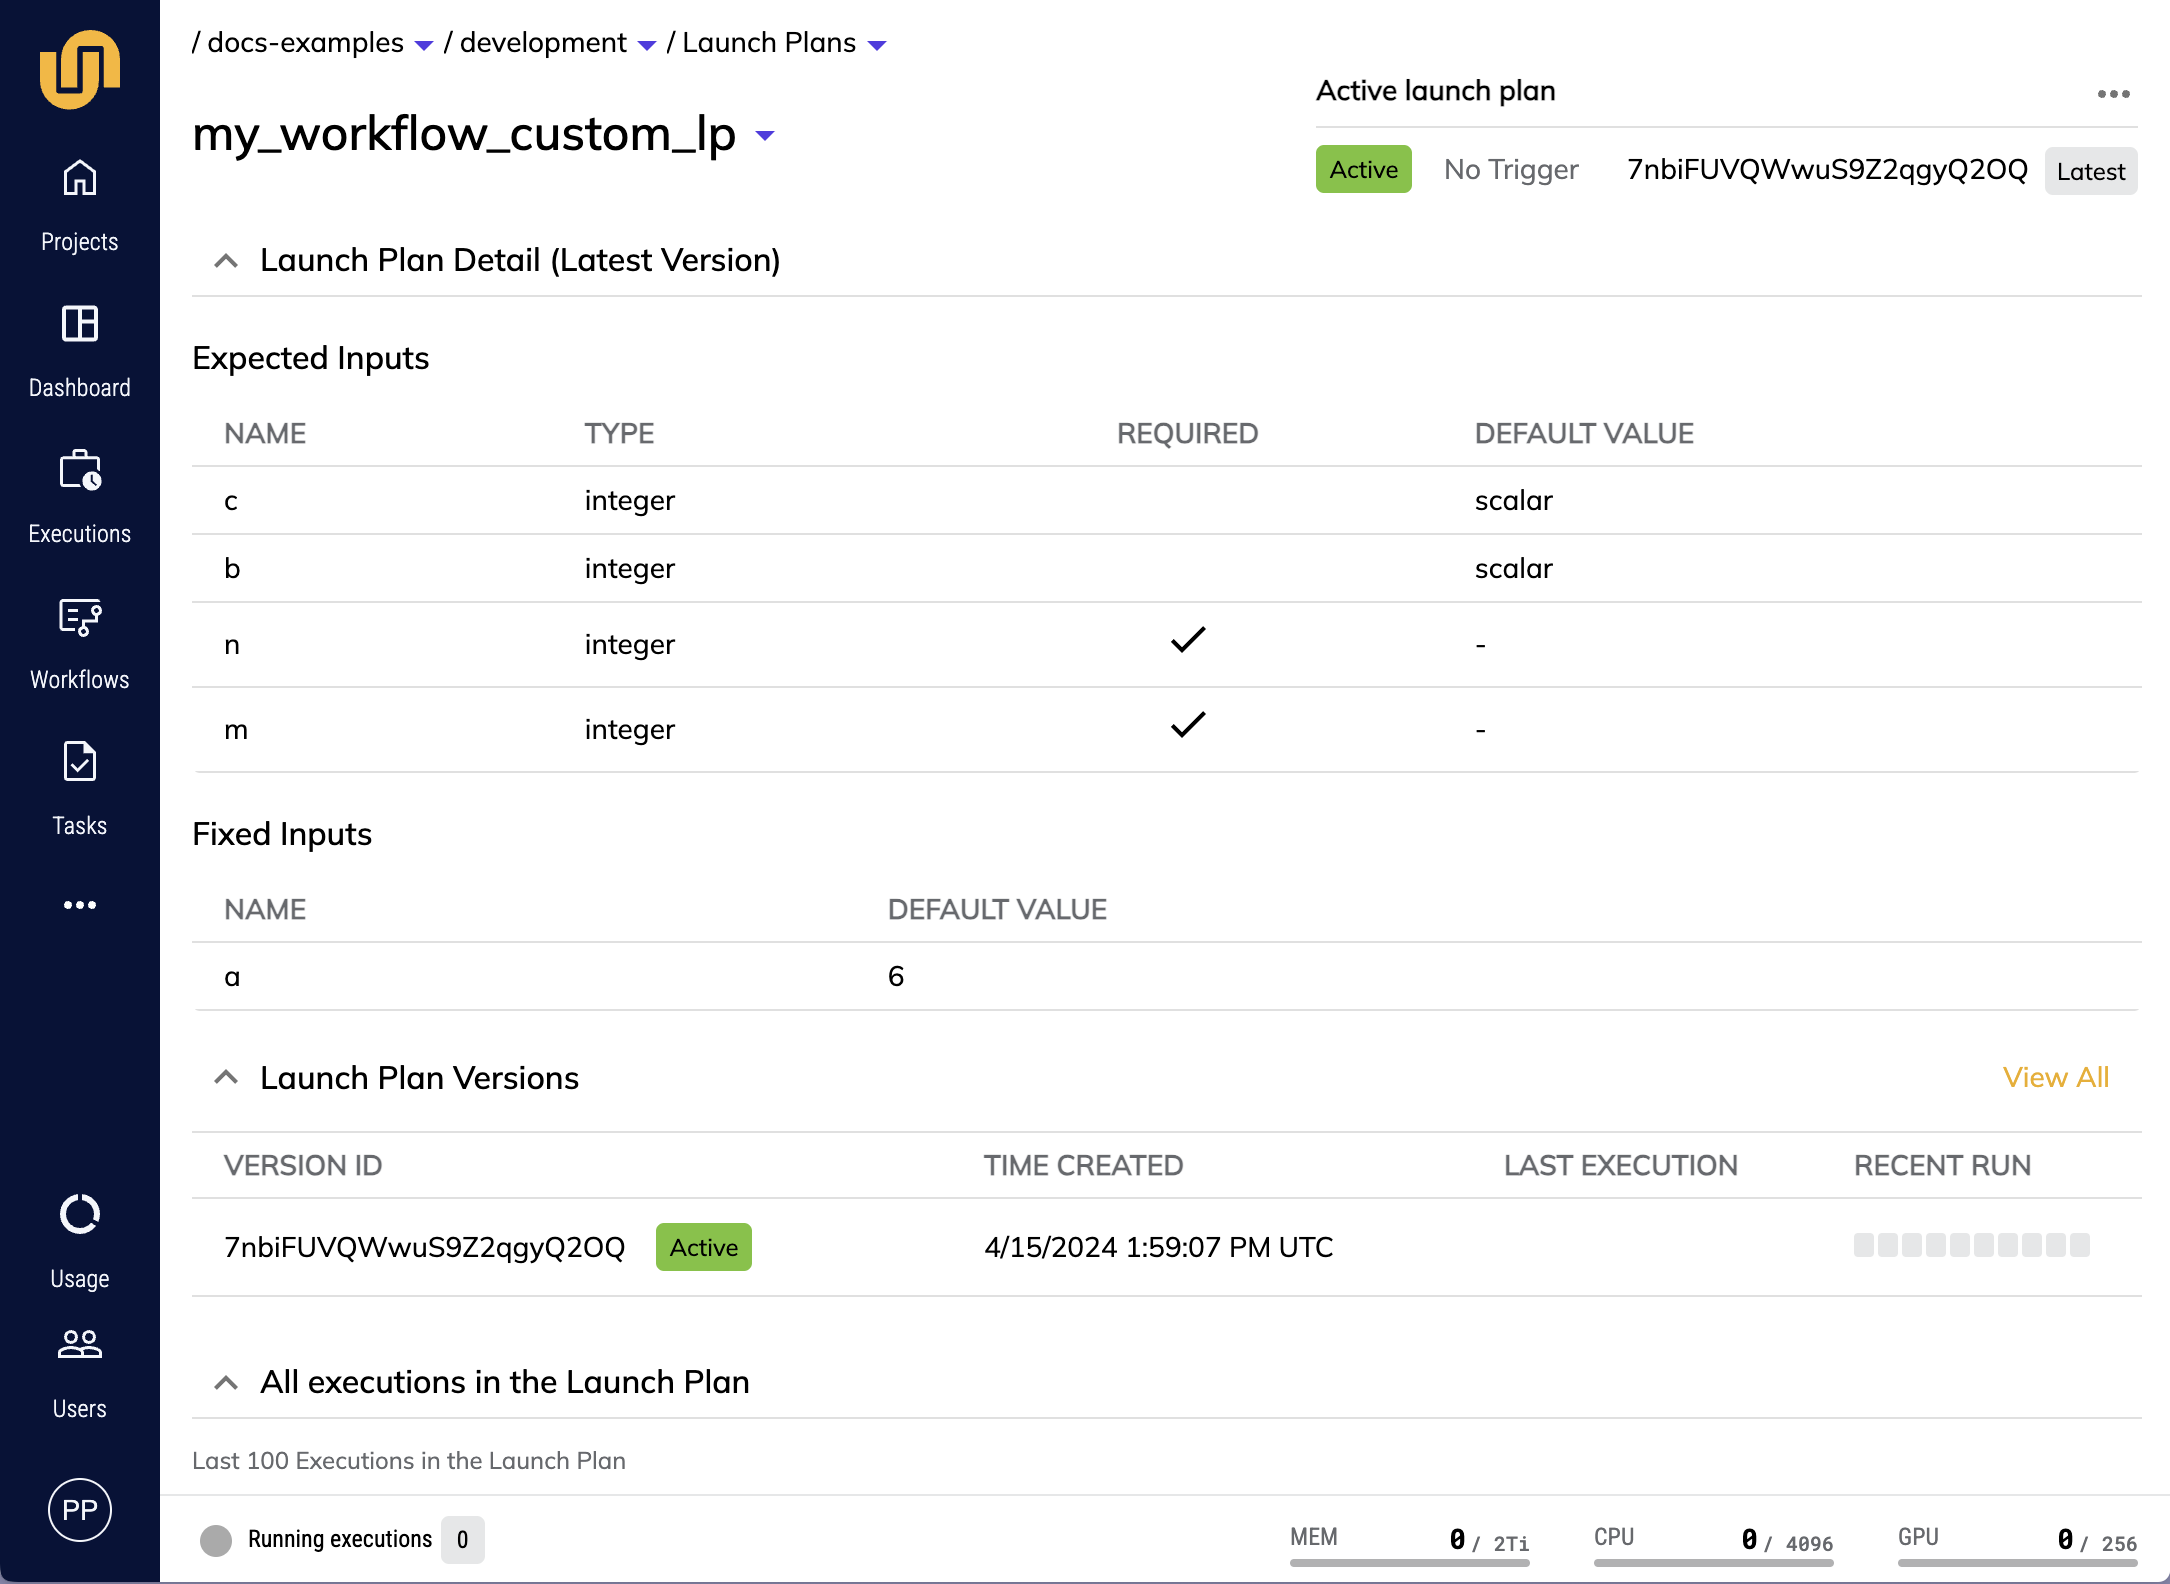 / docs-examples / development / Launch Plans
my_workflow_custom_lp
Active launch plan
Active No Trigger 7nbiFUVQWwuS9Z2qgyQ2OQ Latest
Projects
Dashboard
Executions
Workflows
Tasks
Usage
Users
PP
Launch Plan Detail (Latest Version)
Expected Inputs
NAME TYPE REQUIRED DEFAULT VALUE
c integer scalar
b integer scalar
n integer -
m integer -
Fixed Inputs
NAME DEFAULT VALUE
a 6
Launch Plan Versions View All
VERSION ID TIME CREATED LAST EXECUTION RECENT RUN
7nbiFUVQWwuS9Z2qgyQ2OQ Active 4/15/2024 1:59:07 PM UTC
All executions in the Launch Plan
Last 100 Executions in the Launch Plan
Running executions 0 MEM 0 / 2Ti CPU 0 / 4096 GPU 0 / 256